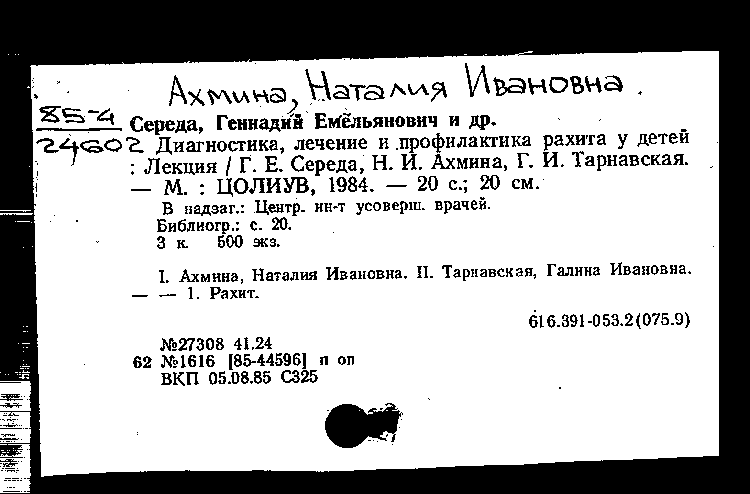 Ахмина, Наталия Ивановна.
85-4
24602
Середа, Геннадий Емельянович и др.
Диагностика, лечение и профилактика рахита у детей
: Лекция / Г. Е. Середа, Н. И. Ахмина, Г. И. Тарнавская.
— М. : ЦОЛИУВ, 1984. — 20 с.; 20 см.
В надзаг.: Центр. ин-т усоверш. врачей.
Библиогр.: с. 20.
3 к. 500 экз.
I. Ахмина, Наталия Ивановна. II. Тарнавская, Галина Ивановна.
— — 1. Рахит.
616.391-053.2(075.9)
№27308 41.24
62 №1616 [85-44596] п оп
ВКП 05.08.85 С325